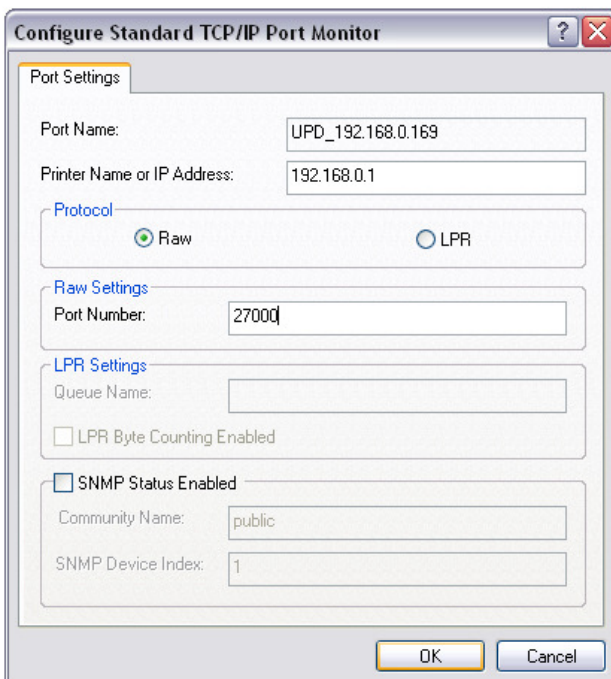 Configure Standard TCP/IP Port Monitor
Port Settings
Port Name: UPD_192.168.0.169
Printer Name or IP Address: 192.168.0.1
Protocol
Raw LPR
Raw Settings
Port Number: 27000
LPR Settings
Queue Name:
LPR Byte Counting Enabled
SNMP Status Enabled
Community Name: public
SNMP Device Index: 1
OK Cancel